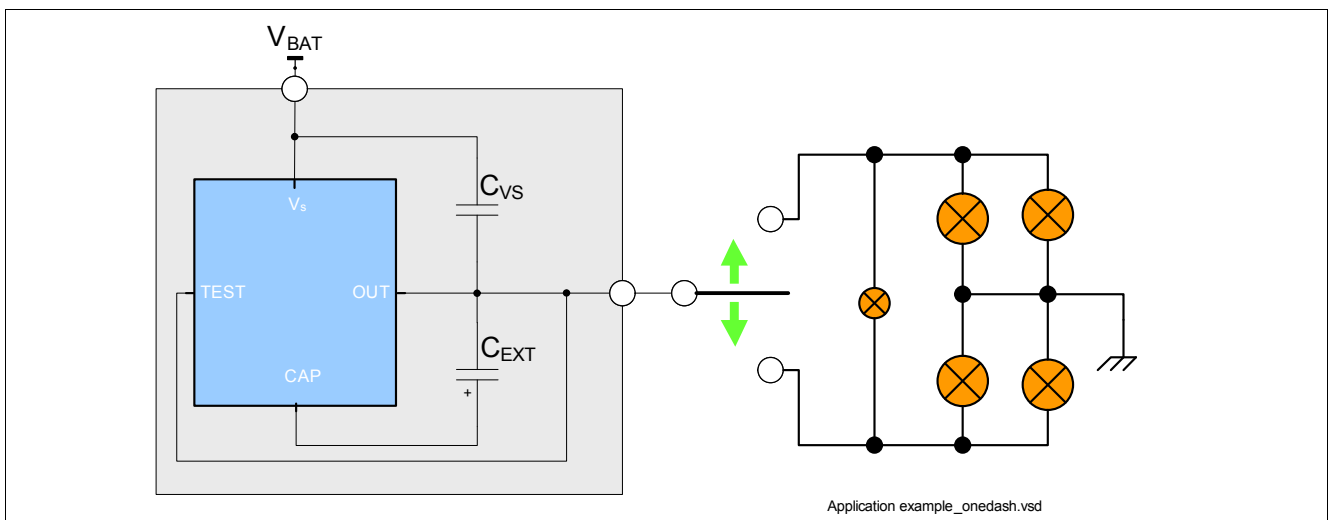 VBAT
Vs
CVS
TEST
OUT
CEXT
CAP
+
Application example_onedash.vsd